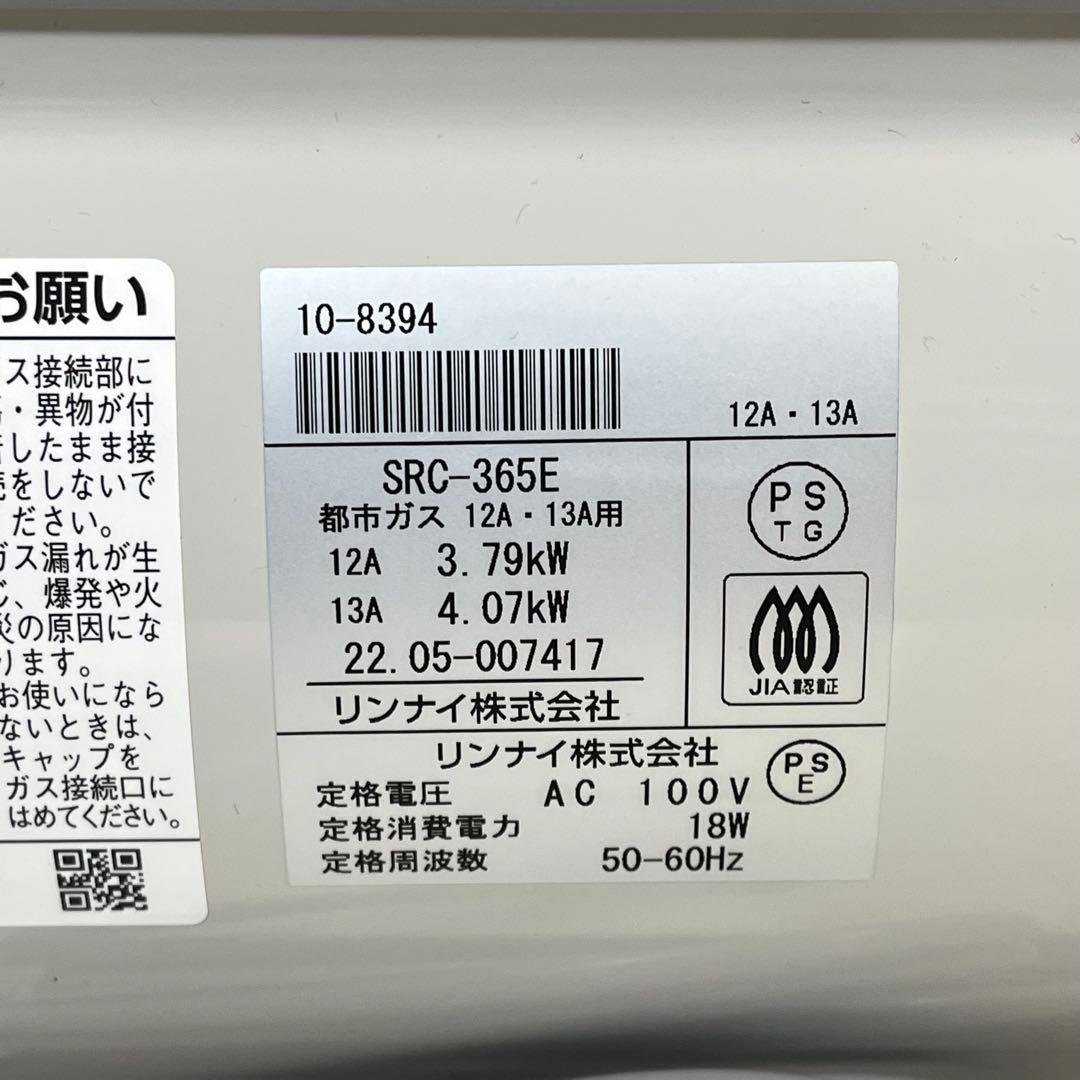 お願い
ス接続部に
・異物が付
したまま接
をしないで
ください。
ガス漏れが生
じ、爆発や火
災の原因にな
ります。
お使いになら
ないときは、
キャップを
ガス接続口に
はめてください。
10-8394
12A・13A
SRC-365E
都市ガス 12A・13A用
12A 3.79kW
13A 4.07kW
22.05-007417
リンナイ株式会社
PS
TG
JIA認証
リンナイ株式会社
PS
E
定格電圧 AC 100V
定格消費電力 18W
定格周波数 50-60Hz